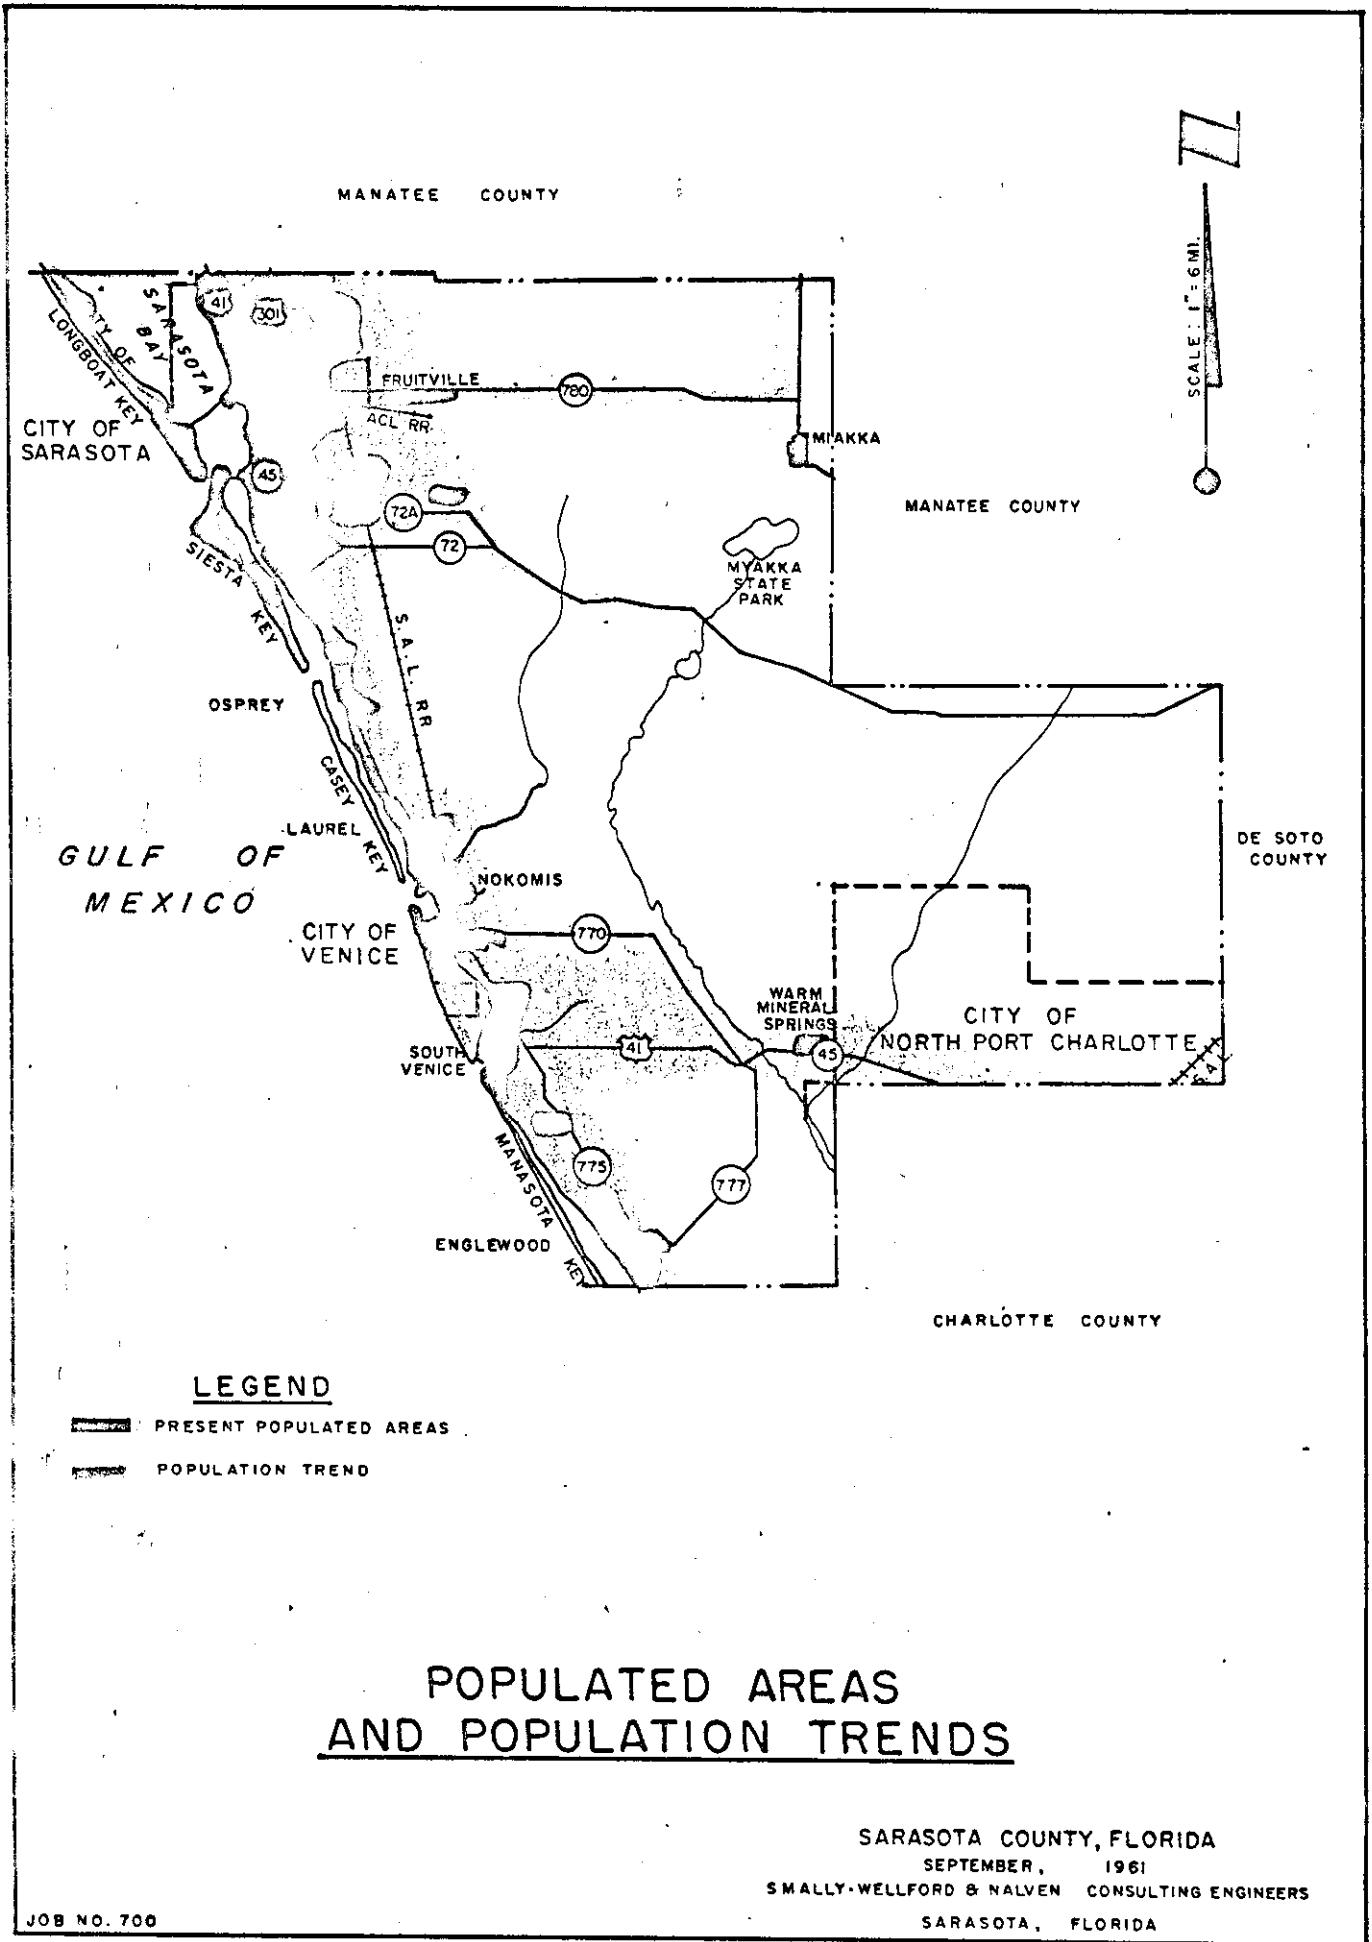 MANATEE COUNTY
SCALE: 1" = 6 MI.
41
301
SARASOTA
BAY
TY OF
LONGBOAT KEY
FRUITVILLE
780
ACL RR.
CITY OF
SARASOTA
MIAKKA
45
MANATEE COUNTY
72A
72
SIESTA
KEY
MYAKKA
STATE
PARK
S. A. L. RR
OSPREY
CASEY
KEY
LAUREL
DE SOTO
COUNTY
GULF OF
MEXICO
NOKOMIS
CITY OF
VENICE
770
WARM
MINERAL
SPRINGS
CITY OF
NORTH PORT CHARLOTTE
41
45
SOUTH
VENICE
775
MANASOTA
KEY
777
ENGLEWOOD
CHARLOTTE COUNTY
LEGEND
PRESENT POPULATED AREAS
POPULATION TREND
POPULATED AREAS
AND POPULATION TRENDS
SARASOTA COUNTY, FLORIDA
SEPTEMBER, 1961
SMALLY-WELLFORD & NALVEN CONSULTING ENGINEERS
SARASOTA, FLORIDA
JOB NO. 700